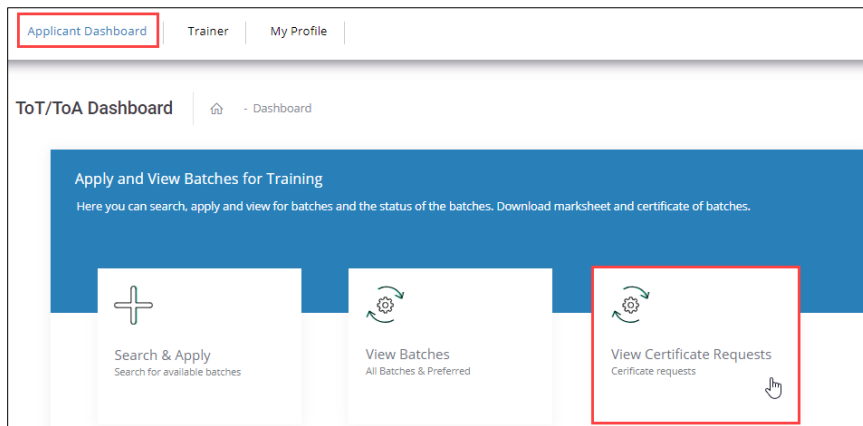 Applicant Dashboard Trainer My Profile
ToT/ToA Dashboard - Dashboard
Apply and View Batches for Training
Here you can search, apply and view for batches and the status of the batches. Download marksheet and certificate of batches.
Search & Apply
Search for available batches
View Batches
All Batches & Preferred
View Certificate Requests
Cerificate requests